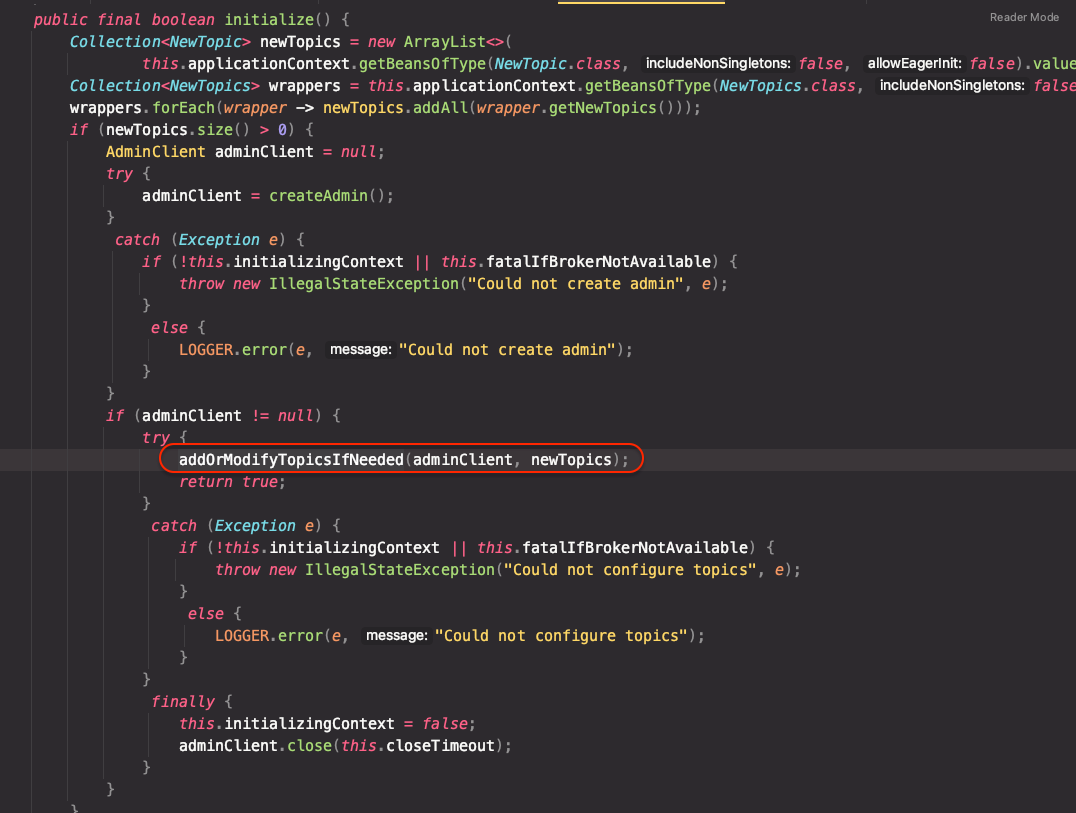 Reader Mode
public final boolean initialize() {
Collection<NewTopic> newTopics = new ArrayList<>(
this.applicationContext.getBeansOfType(NewTopic.class, includeNonSingletons: false, allowEagerInit: false).value
Collection<NewTopics> wrappers = this.applicationContext.getBeansOfType(NewTopics.class, includeNonSingletons: false
wrappers.forEach(wrapper -> newTopics.addAll(wrapper.getNewTopics()));
if (newTopics.size() > 0) {
AdminClient adminClient = null;
try {
adminClient = createAdmin();
}
catch (Exception e) {
if (!this.initializingContext || this.fatalIfBrokerNotAvailable) {
throw new IllegalStateException("Could not create admin", e);
}
else {
LOGGER.error(e, message: "Could not create admin");
}
}
if (adminClient != null) {
try {
addOrModifyTopicsIfNeeded(adminClient, newTopics);
return true;
}
catch (Exception e) {
if (!this.initializingContext || this.fatalIfBrokerNotAvailable) {
throw new IllegalStateException("Could not configure topics", e);
}
else {
LOGGER.error(e, message: "Could not configure topics");
}
}
finally {
this.initializingContext = false;
adminClient.close(this.closeTimeout);
}
}
}